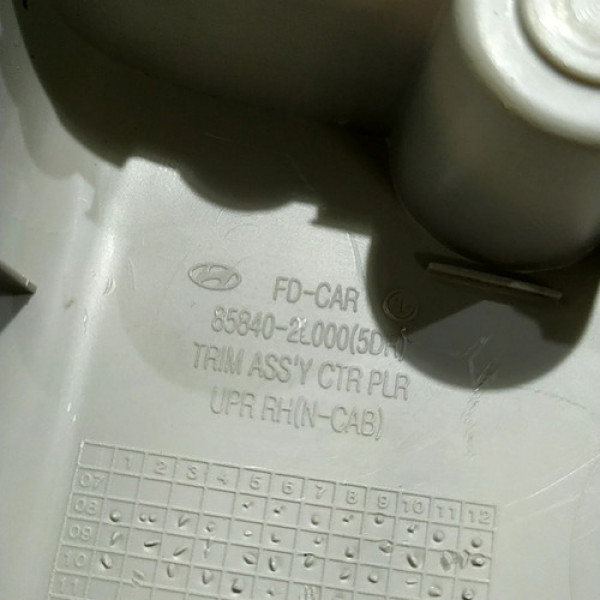 FD-CAR
85840-2L000(5DR)
TRIM ASS'Y CTR PLR
UPR RH(N-CAB)
1 2 3 4 5 6 7 8 9 10 11 12
07
08
09
10
11